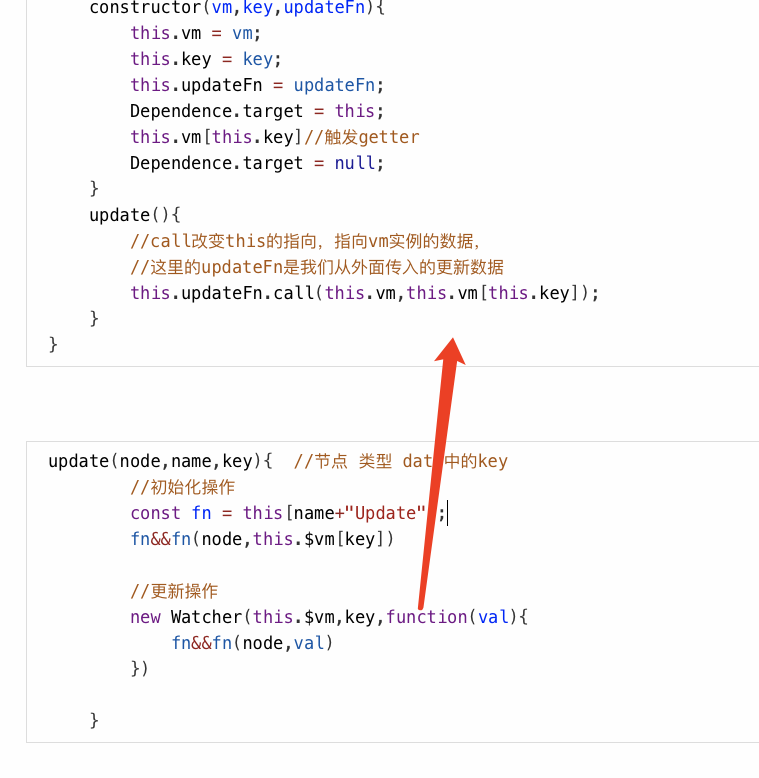 constructor(vm,key,updateFn){
this.vm = vm;
this.key = key;
this.updateFn = updateFn;
Dependence.target = this;
this.vm[this.key]//触发getter
Dependence.target = null;
}
update(){
//call改变this的指向，指向vm实例的数据，
//这里的updateFn是我们从外面传入的更新数据
this.updateFn.call(this.vm,this.vm[this.key]);
}
}
update(node,name,key){ //节点 类型 data中的key
//初始化操作
const fn = this[name+"Update"];
fn&&fn(node,this.$vm[key])
//更新操作
new Watcher(this.$vm,key,function(val){
fn&&fn(node,val)
})
}